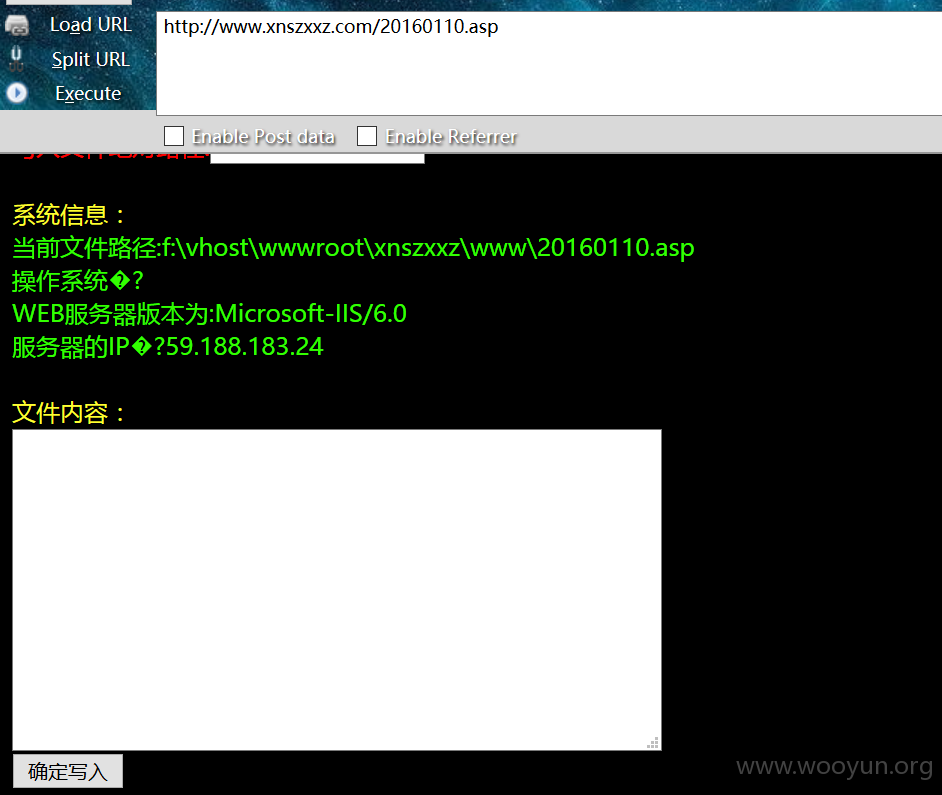 Load URL
http://www.xnszxxz.com/20160110.asp
Split URL
Execute
Enable Post data Enable Referrer
系统信息：
当前文件路径:f:\vhost\wwwroot\xnszxxz\www\20160110.asp
操作系统�?
WEB服务器版本为:Microsoft-IIS/6.0
服务器的IP�?59.188.183.24
文件内容：
确定写入
www.wooyun.org